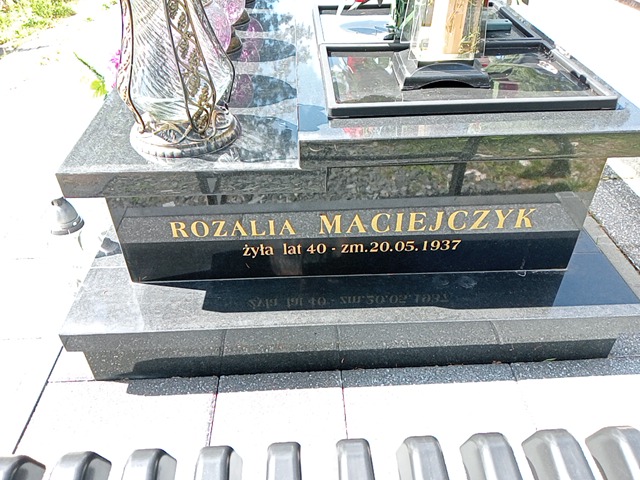 ROZALIA MACIEJCZYK
żyła lat 40 - zm. 20.05.1937